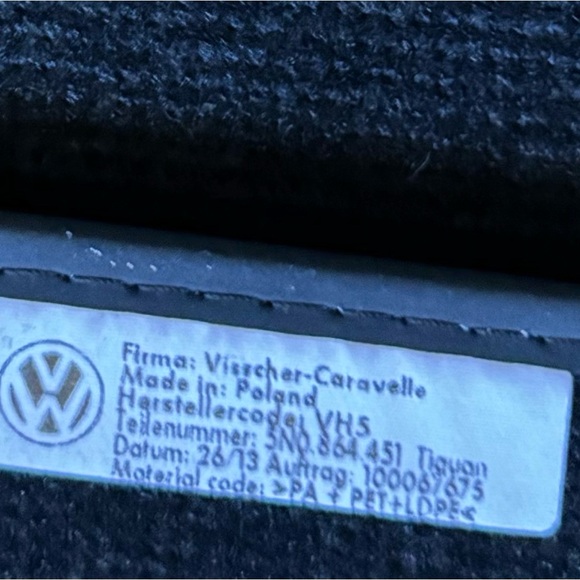 Firma: Visscher-Caravelle
Made in: Poland
Herstellercode: VH5
Teilenummer: 5N0.864.451 Tiguan
Datum: 26/13 Auftrag: 100067675
Material code: >PA + PET+LDPE<